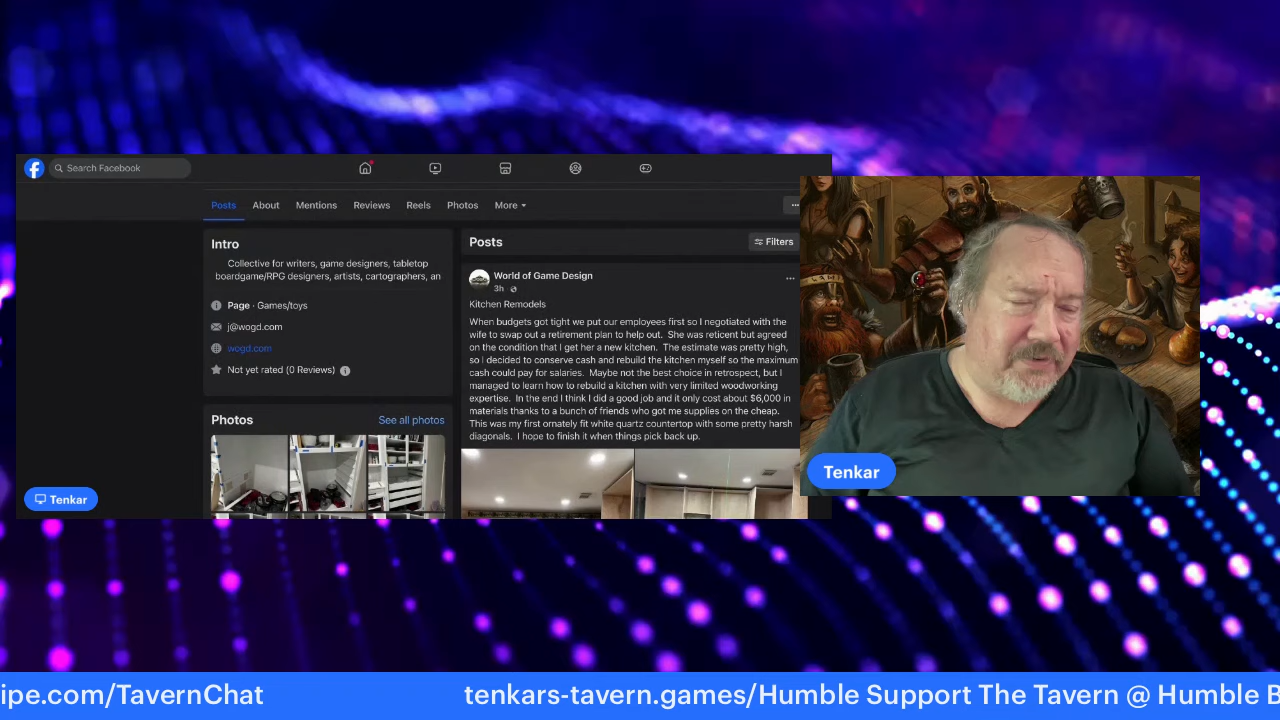 Search Facebook
Posts About Mentions Reviews Reels Photos More
Intro
Collective for writers, game designers, tabletop
boardgame/RPG designers, artists, cartographers, an
Page · Games/toys
j@wogd.com
wogd.com
Not yet rated (0 Reviews)
Photos
See all photos
Tenkar
Posts
Filters
World of Game Design
3h
Kitchen Remodels
When budgets got tight we put our employees first so I negotiated with the
wife to swap out a retirement plan to help out. She was reticent but agreed
on the condition that I get her a new kitchen. The estimate was pretty high,
so I decided to conserve cash and rebuild the kitchen myself so the maximum
cash could pay for salaries. Maybe not the best choice in retrospect, but I
managed to learn how to rebuild a kitchen with very limited woodworking
expertise. In the end I think I did a good job and it only cost about $6,000 in
materials thanks to a bunch of friends who got me supplies on the cheap.
This was my first ornately fit white quartz countertop with some pretty harsh
diagonals. I hope to finish it when things pick back up.
Tenkar
ipe.com/TavernChat
tenkars-tavern.games/Humble Support The Tavern @ Humble B